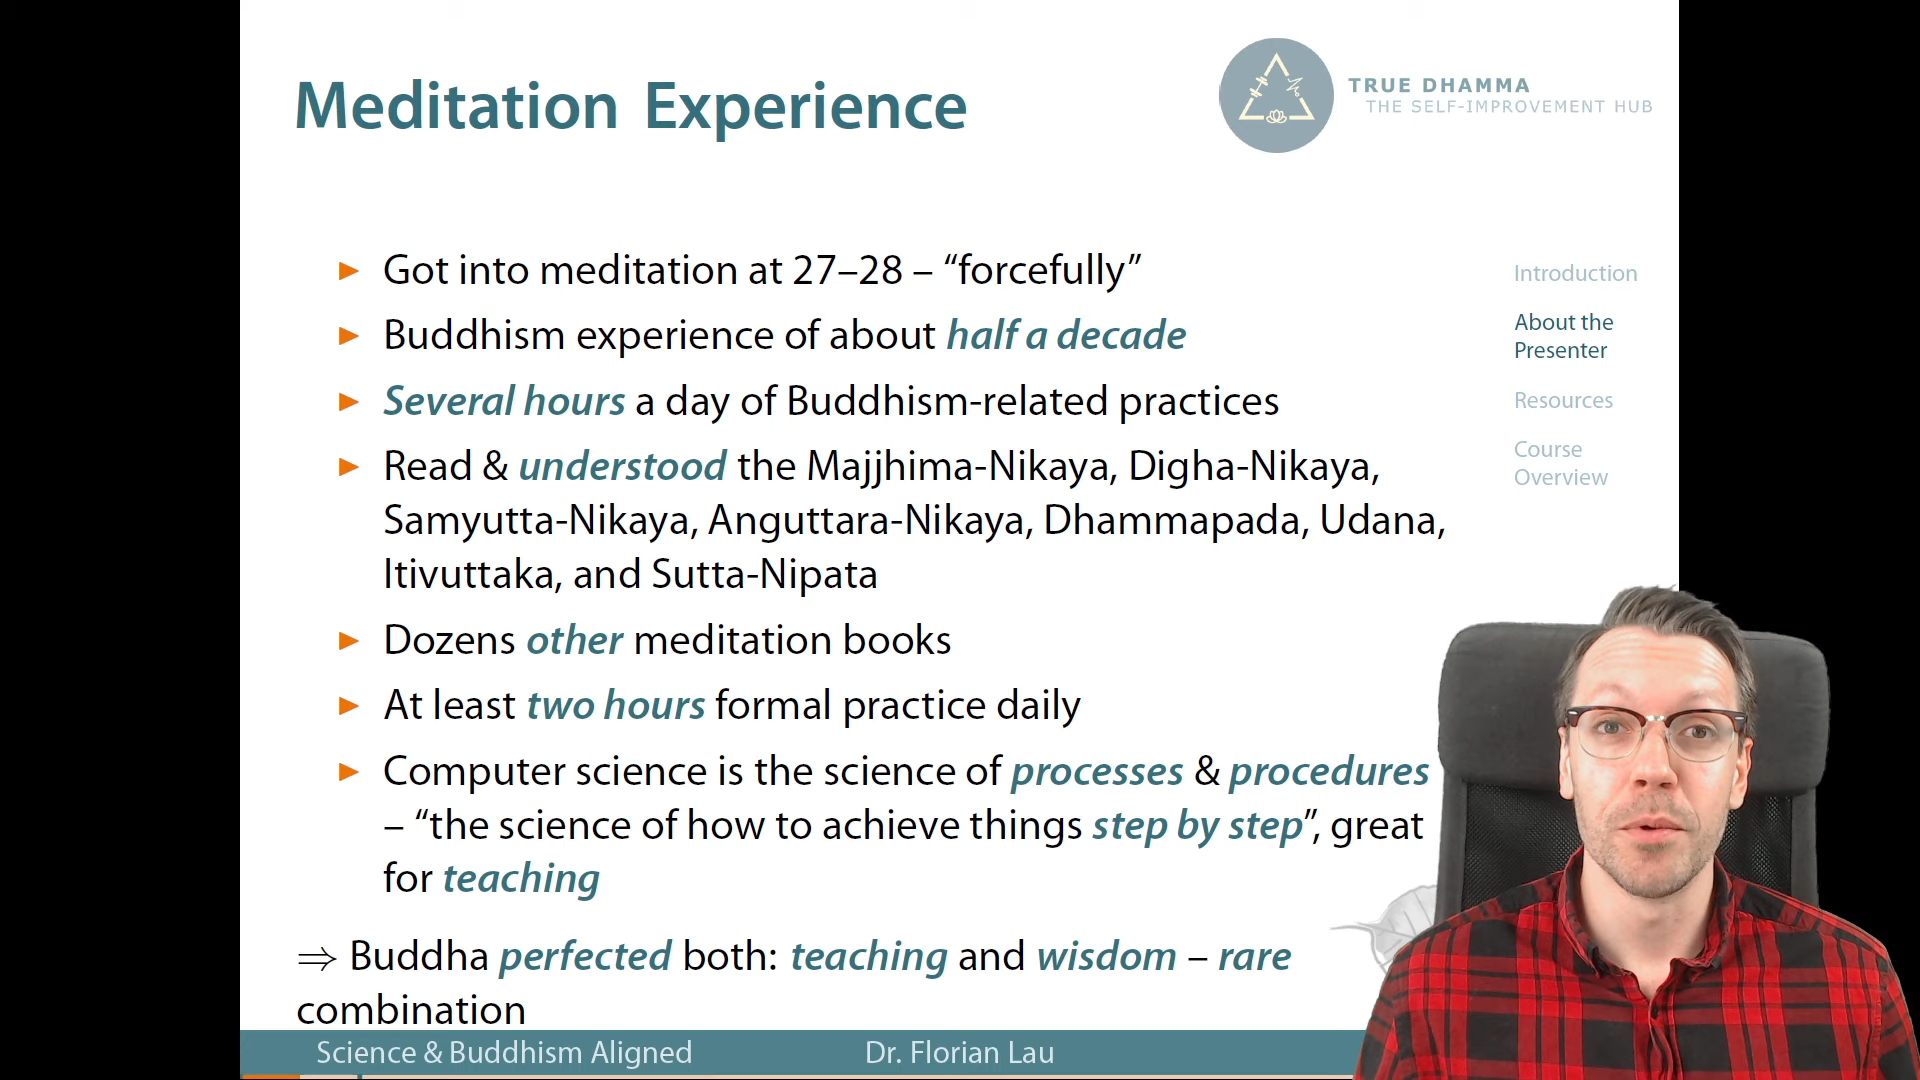 Meditation Experience
TRUE DHAMMA
THE SELF-IMPROVEMENT HUB
► Got into meditation at 27–28 – “forcefully”
► Buddhism experience of about half a decade
► Several hours a day of Buddhism-related practices
► Read & understood the Majjhima-Nikaya, Digha-Nikaya,
Samyutta-Nikaya, Anguttara-Nikaya, Dhammapada, Udana,
Itivuttaka, and Sutta-Nipata
► Dozens other meditation books
► At least two hours formal practice daily
► Computer science is the science of processes & procedures
– “the science of how to achieve things step by step”, great
for teaching
⇒ Buddha perfected both: teaching and wisdom – rare
combination
Introduction
About the
Presenter
Resources
Course
Overview
Science & Buddhism Aligned
Dr. Florian Lau